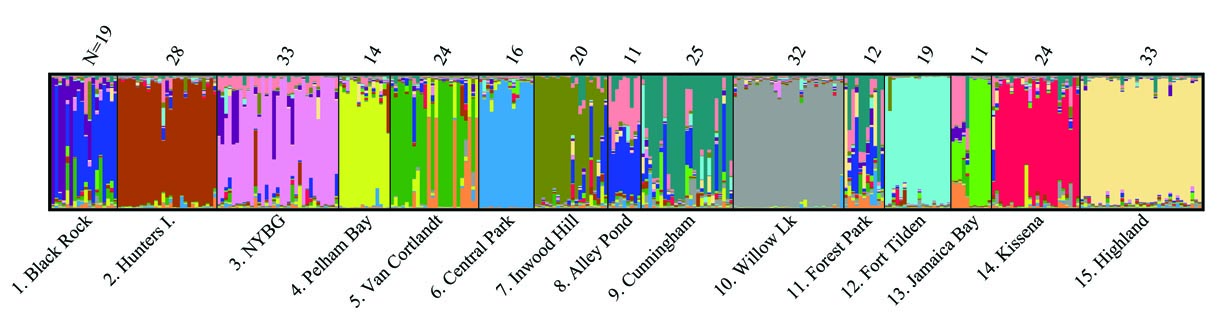 N=19 28 33 14 24 16 20 11 25 32 12 19 11 24 33
1. Black Rock
2. Hunters I.
3. NYBG
4. Pelham Bay
5. Van Cortlandt
6. Central Park
7. Inwood Hill
8. Alley Pond
9. Cunningham
10. Willow Lk
11. Forest Park
12. Fort Tilden
13. Jamaica Bay
14. Kissena
15. Highland